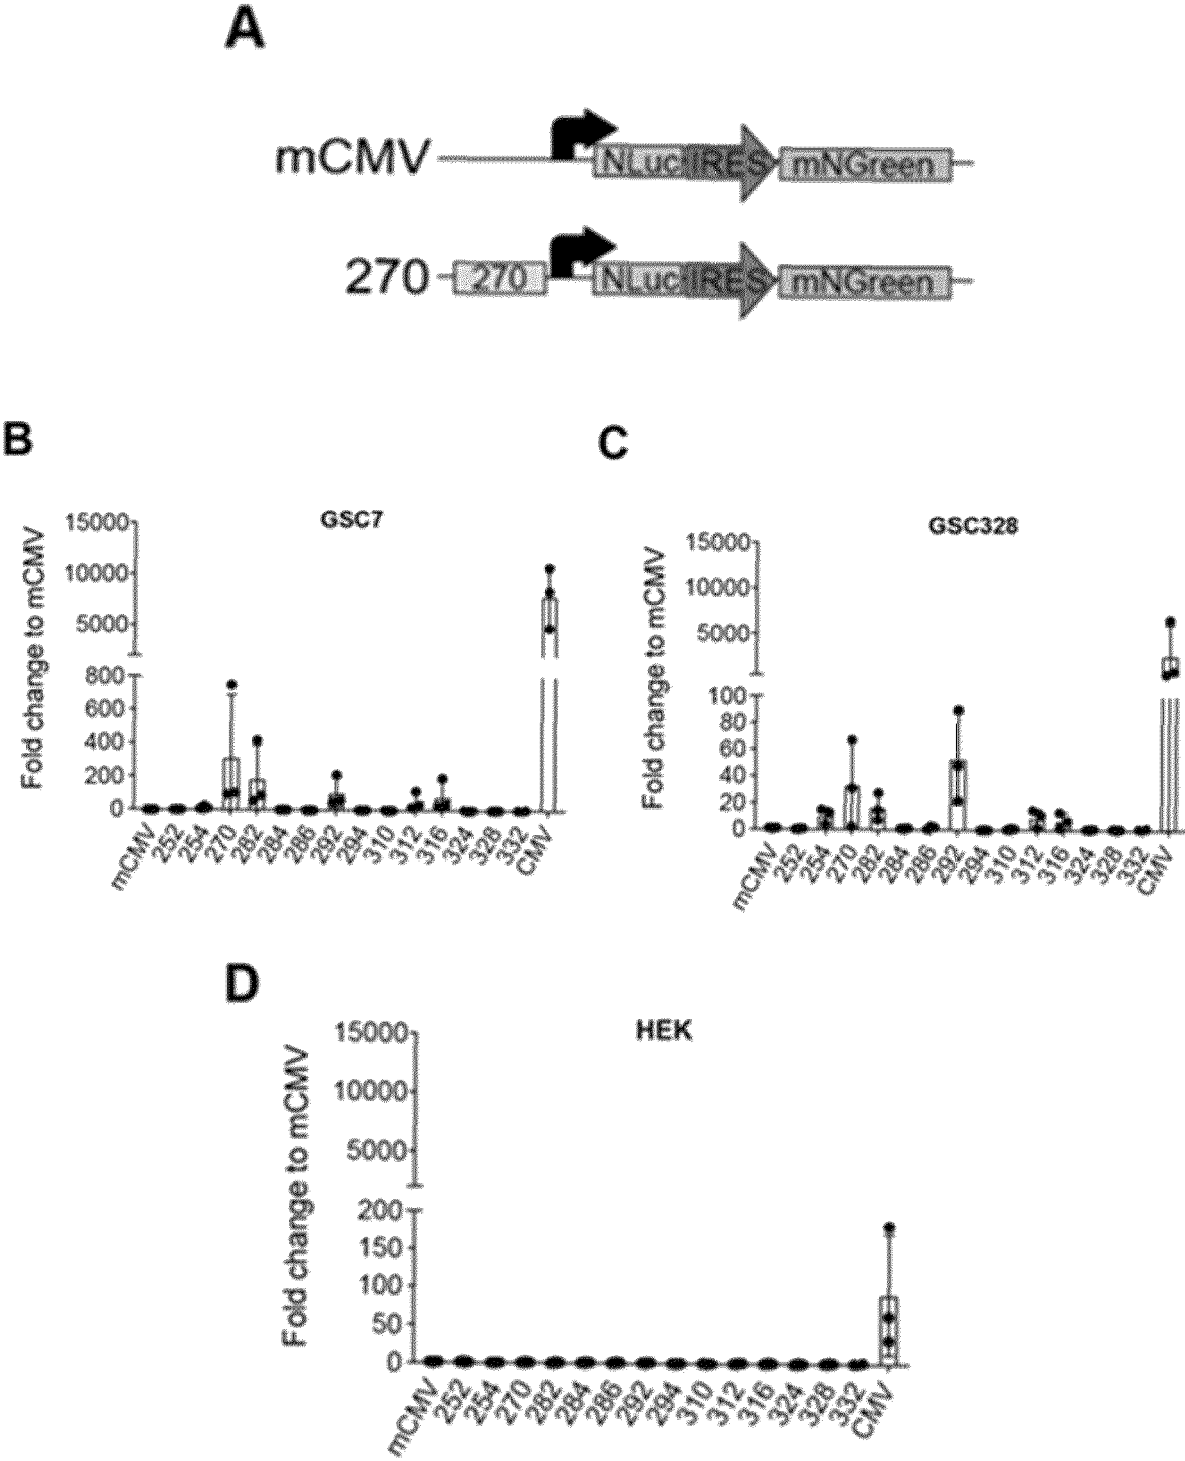 A
mCMV NLuc IRES mNGreen
270 270 NLuc IRES mNGreen
B
GSC7
Fold change to mCMV
15000
10000
5000
800
600
400
200
0
mCMV 252 254 270 282 284 286 292 294 310 312 316 324 328 332 CMV
C
GSC328
Fold change to mCMV
15000
10000
5000
100
80
60
40
20
0
mCMV 252 254 270 282 284 286 292 294 310 312 316 324 328 332 CMV
D
HEK
Fold change to mCMV
15000
10000
5000
200
150
100
50
0
mCMV 252 254 270 282 284 286 292 294 310 312 316 324 328 332 CMV